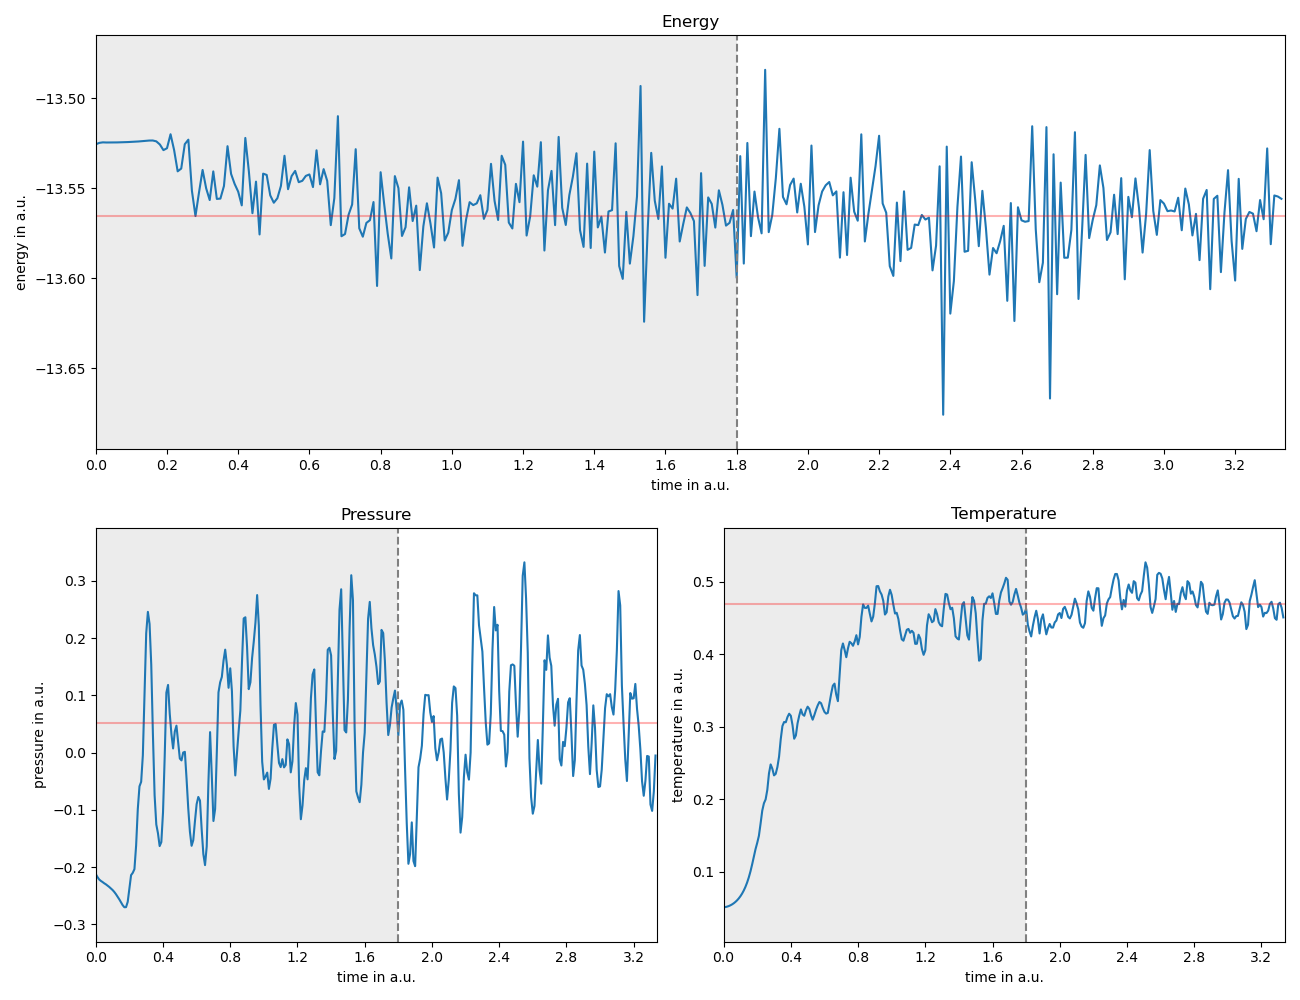 Energy
energy in a.u.
−13.50
−13.55
−13.60
−13.65
0.0 0.2 0.4 0.6 0.8 1.0 1.2 1.4 1.6 1.8 2.0 2.2 2.4 2.6 2.8 3.0 3.2
time in a.u.
Pressure
pressure in a.u.
0.3
0.2
0.1
0.0
−0.1
−0.2
−0.3
0.0 0.4 0.8 1.2 1.6 2.0 2.4 2.8 3.2
time in a.u.
Temperature
temperature in a.u.
0.5
0.4
0.3
0.2
0.1
0.0 0.4 0.8 1.2 1.6 2.0 2.4 2.8 3.2
time in a.u.